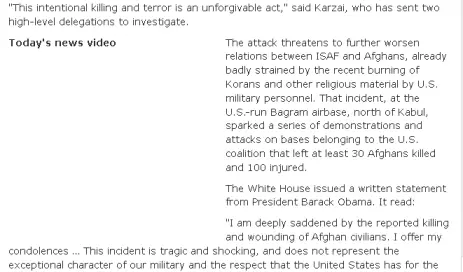 "This intentional killing and terror is an unforgivable act," said Karzai, who has sent two
high-level delegations to investigate.
Today's news video
The attack threatens to further worsen
relations between ISAF and Afghans, already
badly strained by the recent burning of
Korans and other religious material by U.S.
military personnel. That incident, at the
U.S.-run Bagram airbase, north of Kabul,
sparked a series of demonstrations and
attacks on bases belonging to the U.S.
coalition that left at least 30 Afghans killed
and 100 injured.
The White House issued a written statement
from President Barack Obama. It read:
"I am deeply saddened by the reported killing
and wounding of Afghan civilians. I offer my
condolences ... This incident is tragic and shocking, and does not represent the
exceptional character of our military and the respect that the United States has for the